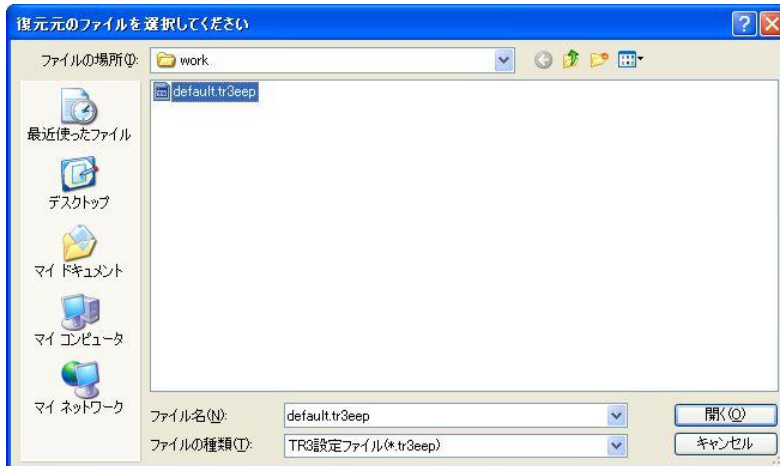 復元元のファイルを選択してください
ファイルの場所(I):
work
default.tr3eep
最近使ったファイル
デスクトップ
マイ ドキュメント
マイ コンピュータ
マイ ネットワーク
ファイル名(N):
default.tr3eep
開く(O)
ファイルの種類(T):
TR3設定ファイル(*.tr3eep)
キャンセル